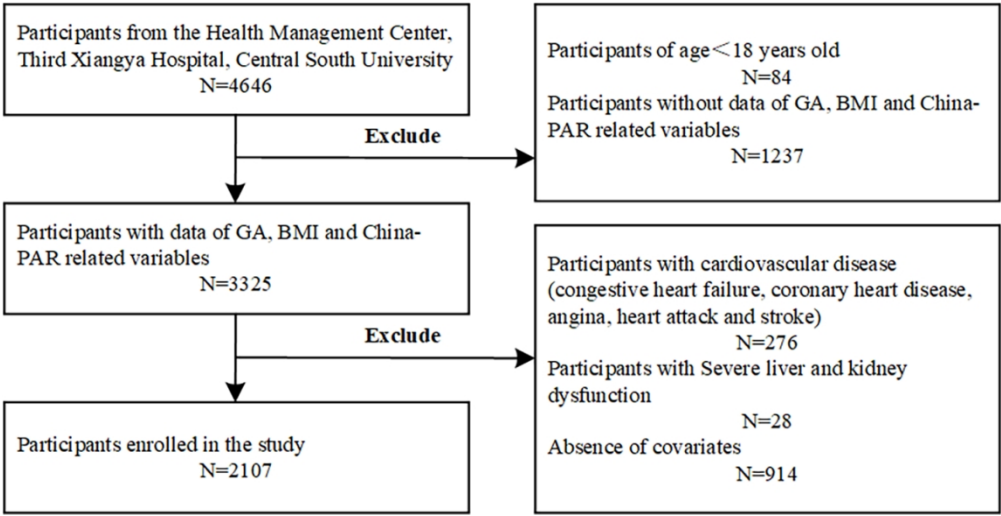 Participants from the Health Management Center,
Third Xiangya Hospital, Central South University
N=4646
Exclude
Participants of age<18 years old
N=84
Participants without data of GA, BMI and China-
PAR related variables
N=1237
Participants with data of GA, BMI and China-
PAR related variables
N=3325
Exclude
Participants with cardiovascular disease
(congestive heart failure, coronary heart disease,
angina, heart attack and stroke)
N=276
Participants with Severe liver and kidney
dysfunction
N=28
Absence of covariates
N=914
Participants enrolled in the study
N=2107